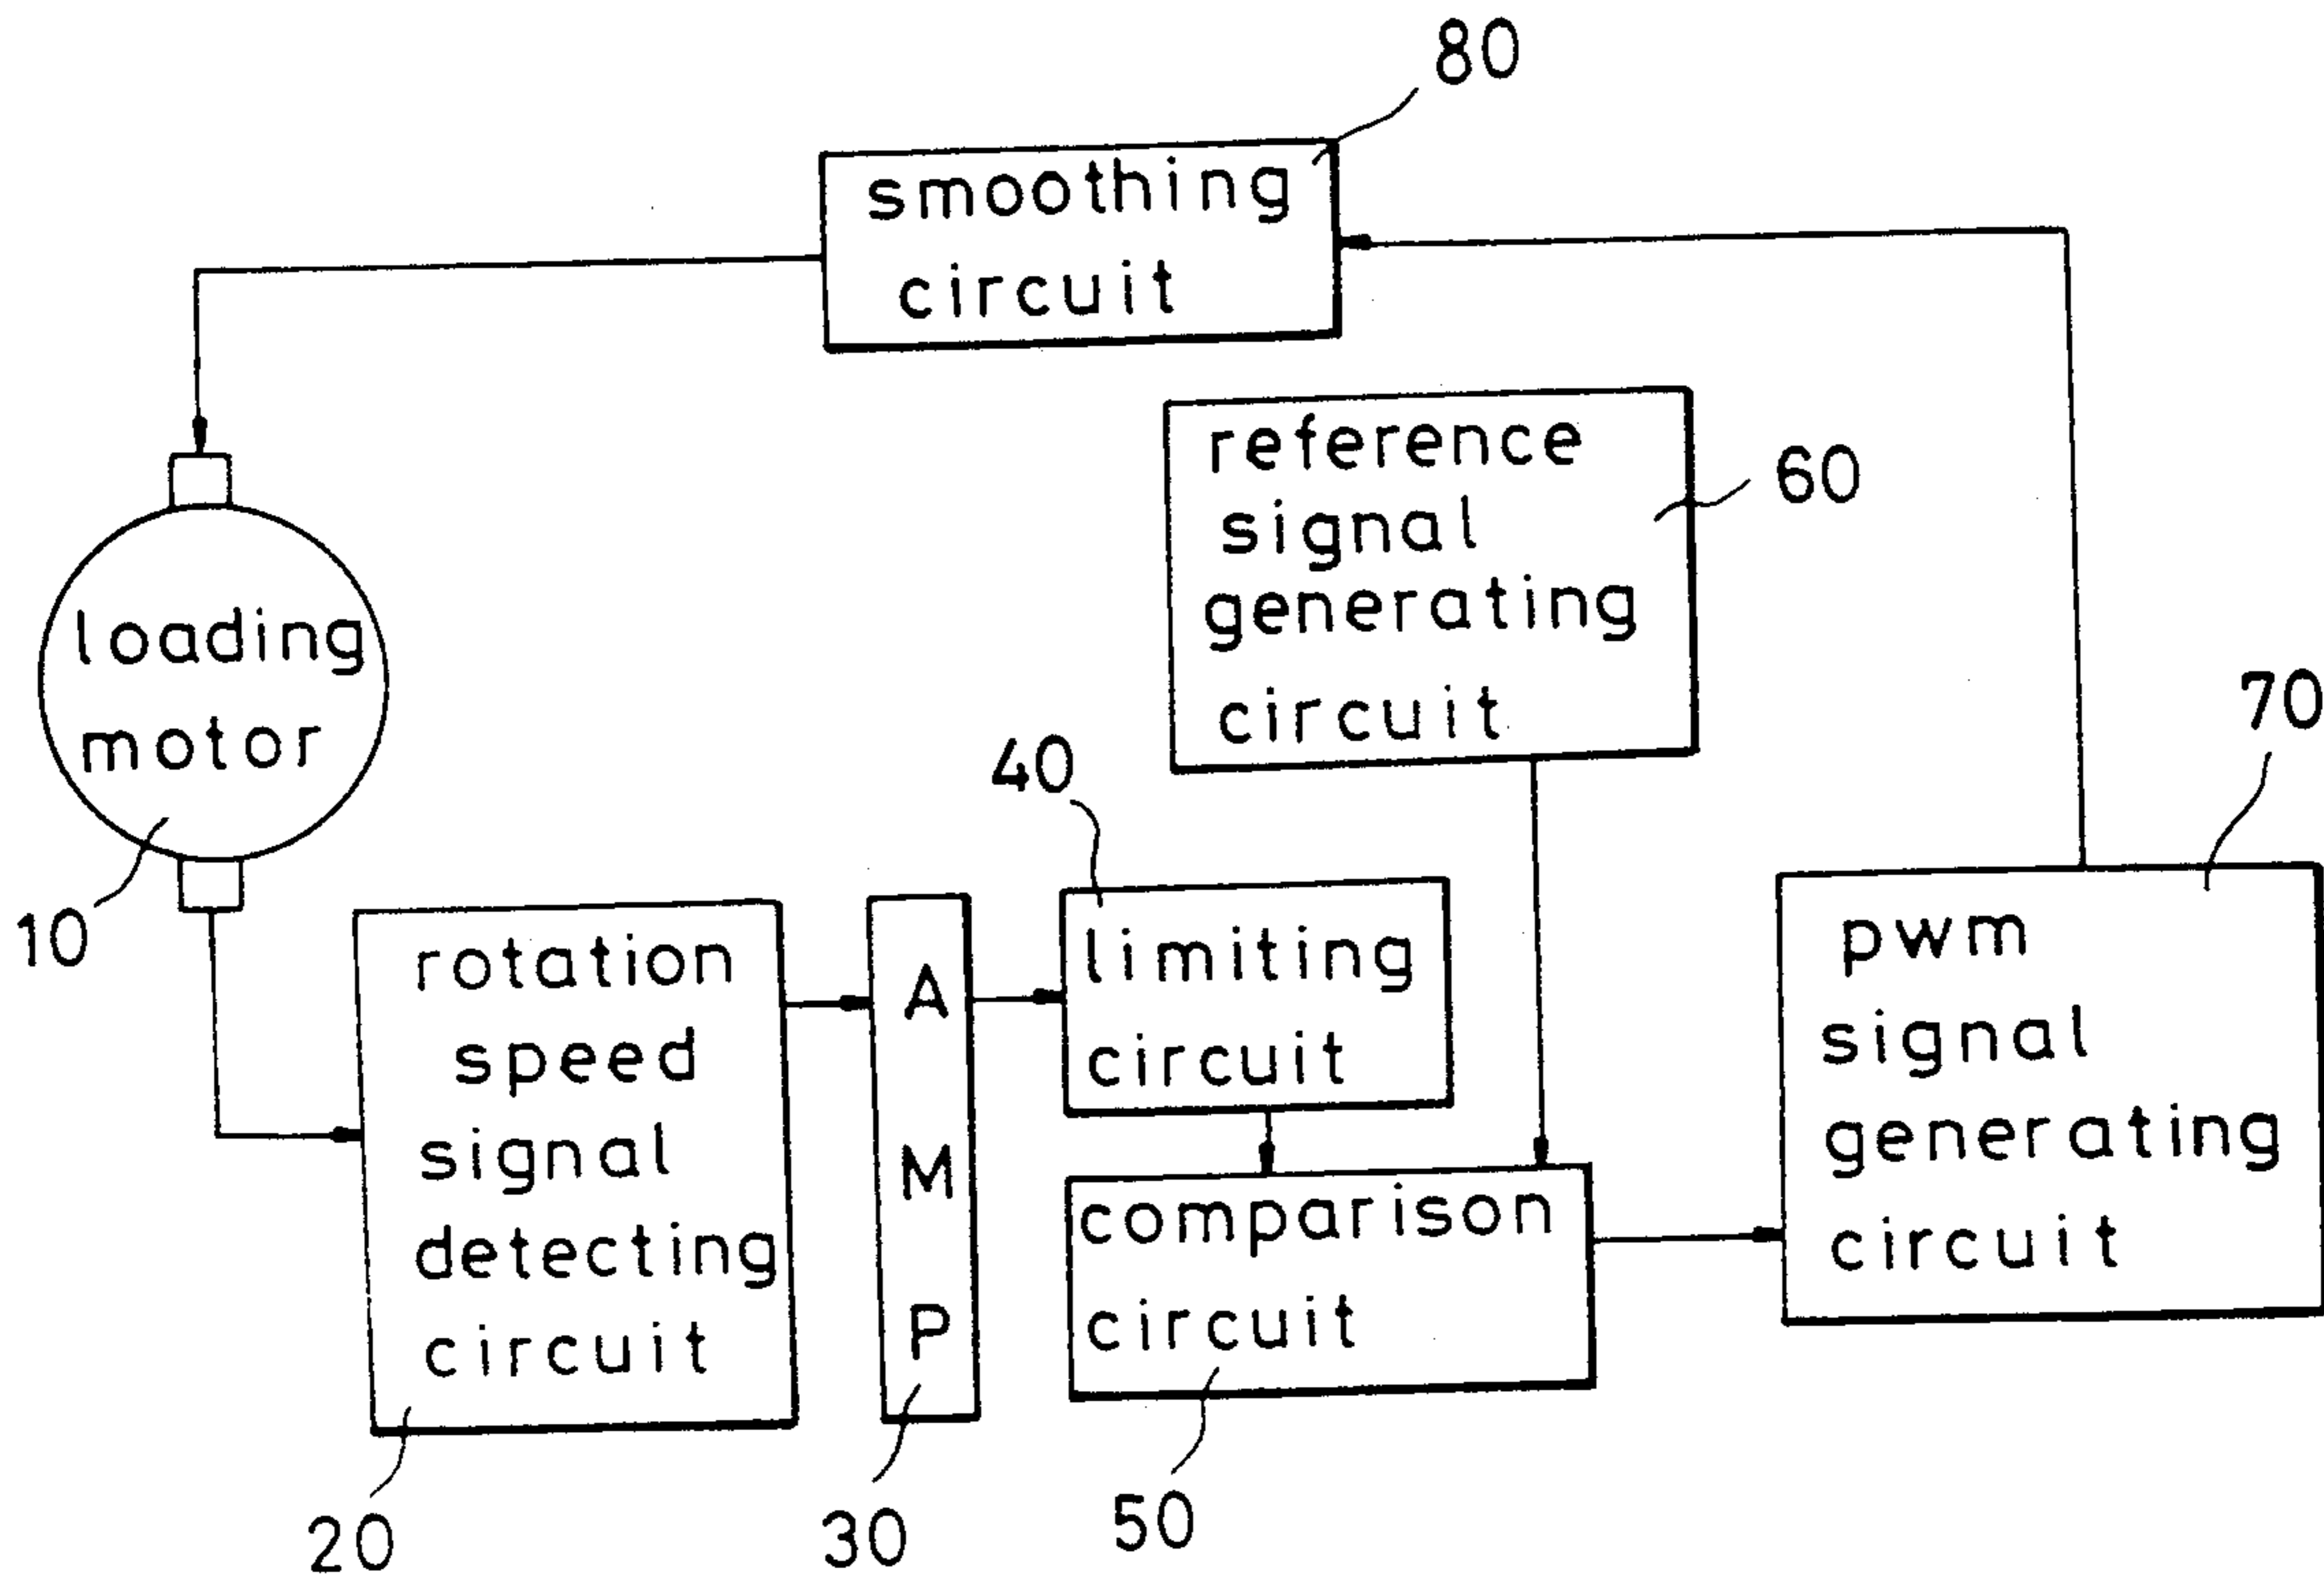 80
smoothing
circuit
reference
signal
generating
circuit
60
loading
motor
10
70
40
limiting
circuit
rotation
speed
signal
detecting
circuit
20
A
M
P
30
comparison
circuit
50
pwm
signal
generating
circuit